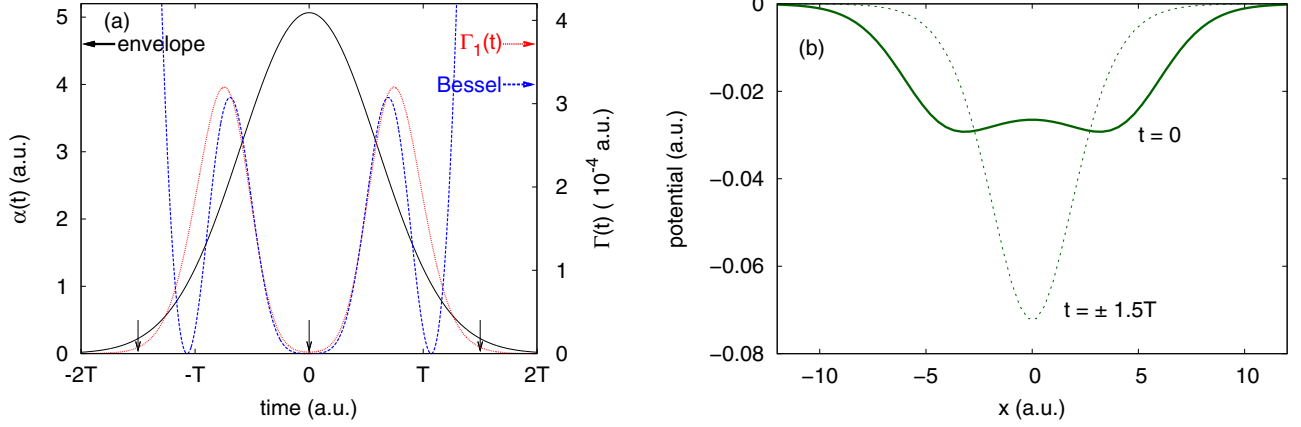 (a)
envelope
Γ1(t)
Bessel
5
4
3
2
1
0
α(t) (a.u.)
4
3
2
1
0
Γ(t) ( 10-4 a.u.)
-2T
-T
0
T
2T
time (a.u.)
(b)
0
−0.02
−0.04
−0.06
−0.08
potential (a.u.)
t = 0
t = ± 1.5T
−10
−5
0
5
10
x (a.u.)